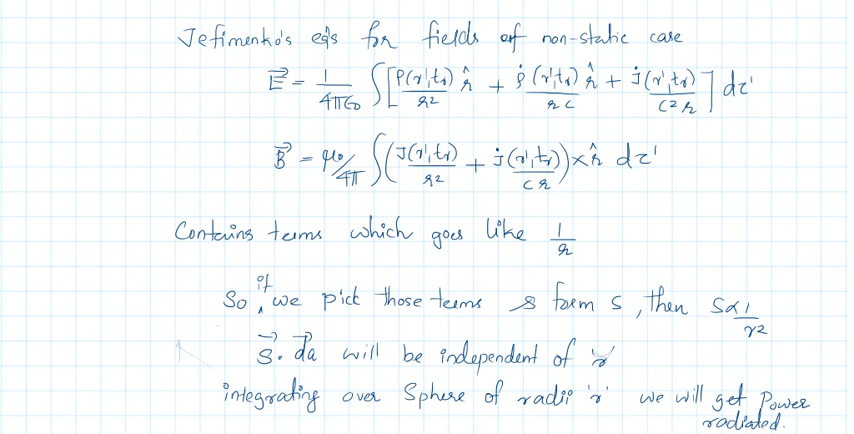 Jefimenko's eq's for fields of non-static case
E⃗ = 1/4πϵ₀ ∫ [ ρ(r',tᵣ)/r² r̂ + ρ̇(r',tᵣ)/rc r̂ + j̇(r',tᵣ)/c²r ] dτ'
B⃗ = μ₀/4π ∫ ( J(r',tᵣ)/r² + j̇(r',tᵣ)/cr ) × r̂ dτ'
Contains terms which goes like 1/r
So if we pick those terms & form S, then S∝1/r²
S⃗. d⃗a will be independent of 'r'
integrating over Sphere of radii 'r' we will get Power
radiated.